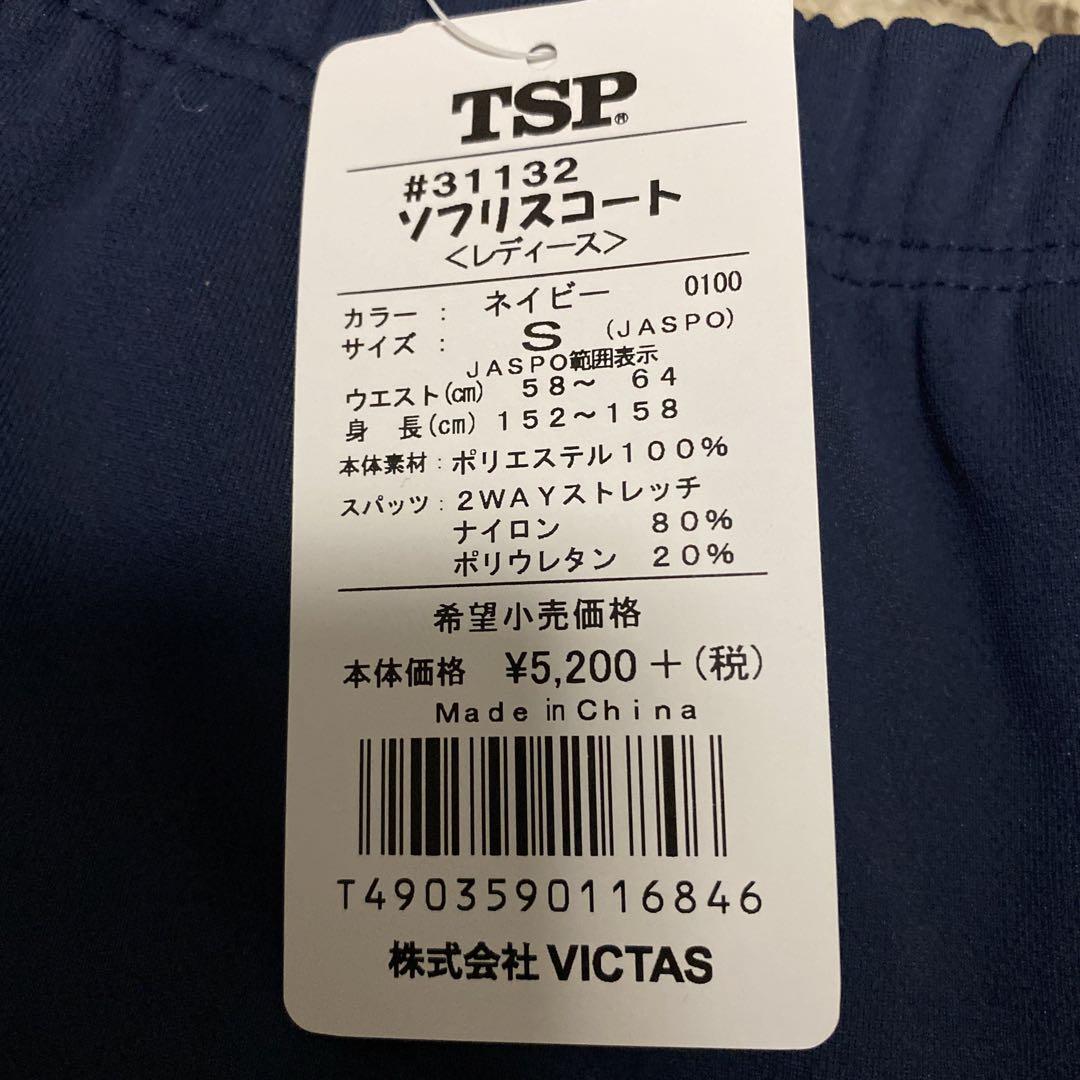 TSP®
#31132
ソフリスコート
<レディース>
カラー : ネイビー 0100
サイズ : S (JASPO)
JASPO範囲表示
ウエスト(cm) 58～ 64
身 長(cm) 152～158
本体素材 : ポリエステル100%
スパッツ : 2WAYストレッチ
ナイロン 80%
ポリウレタン 20%
希望小売価格
本体価格 ¥5,200+(税)
Made in China
T4903590116846
株式会社 VICTAS